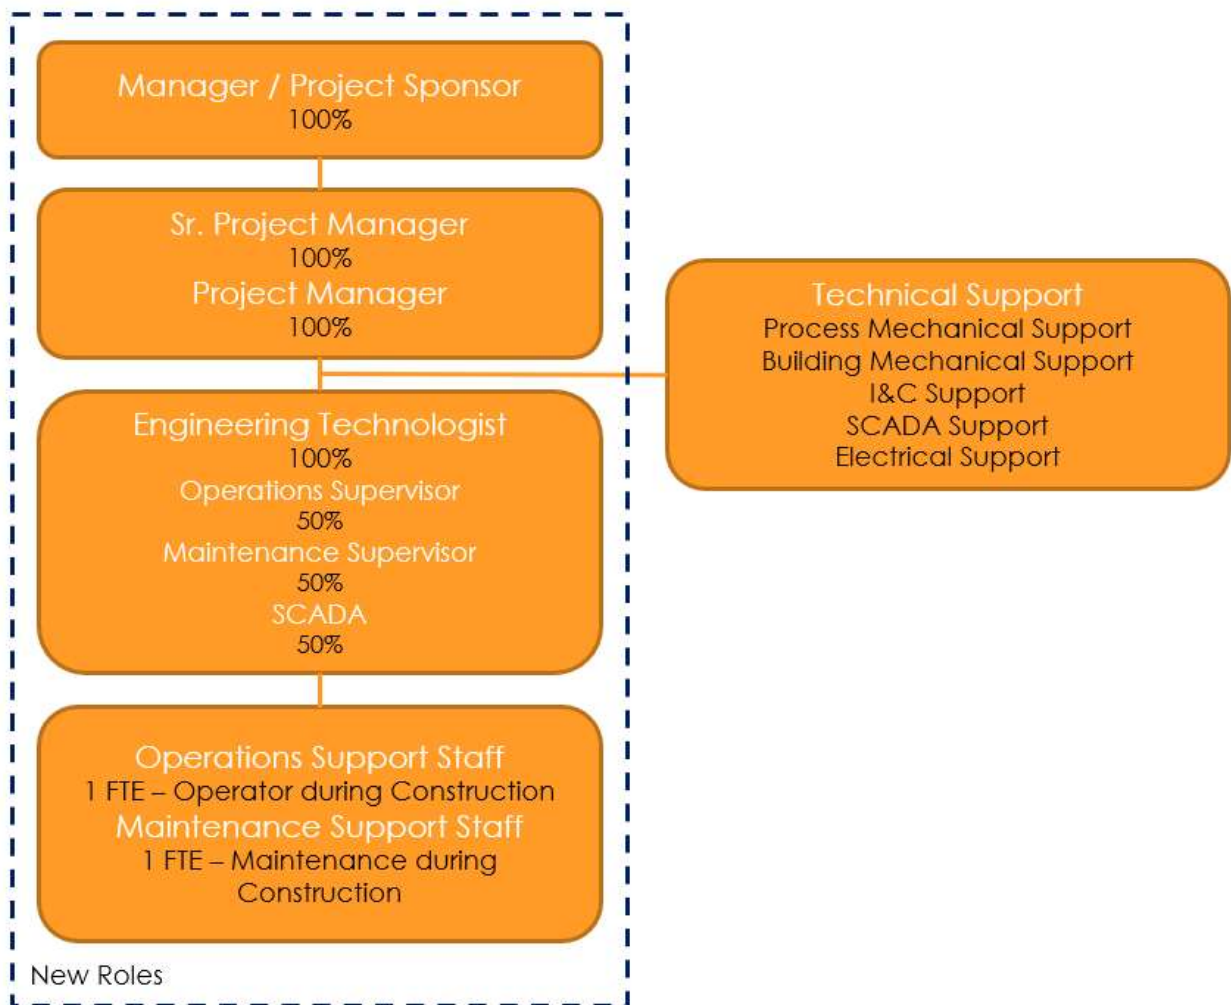 Manager / Project Sponsor
100%
Sr. Project Manager
100%
Project Manager
100%
Technical Support
Process Mechanical Support
Building Mechanical Support
I&C Support
SCADA Support
Electrical Support
Engineering Technologist
100%
Operations Supervisor
50%
Maintenance Supervisor
50%
SCADA
50%
Operations Support Staff
1 FTE – Operator during Construction
Maintenance Support Staff
1 FTE – Maintenance during
Construction
New Roles